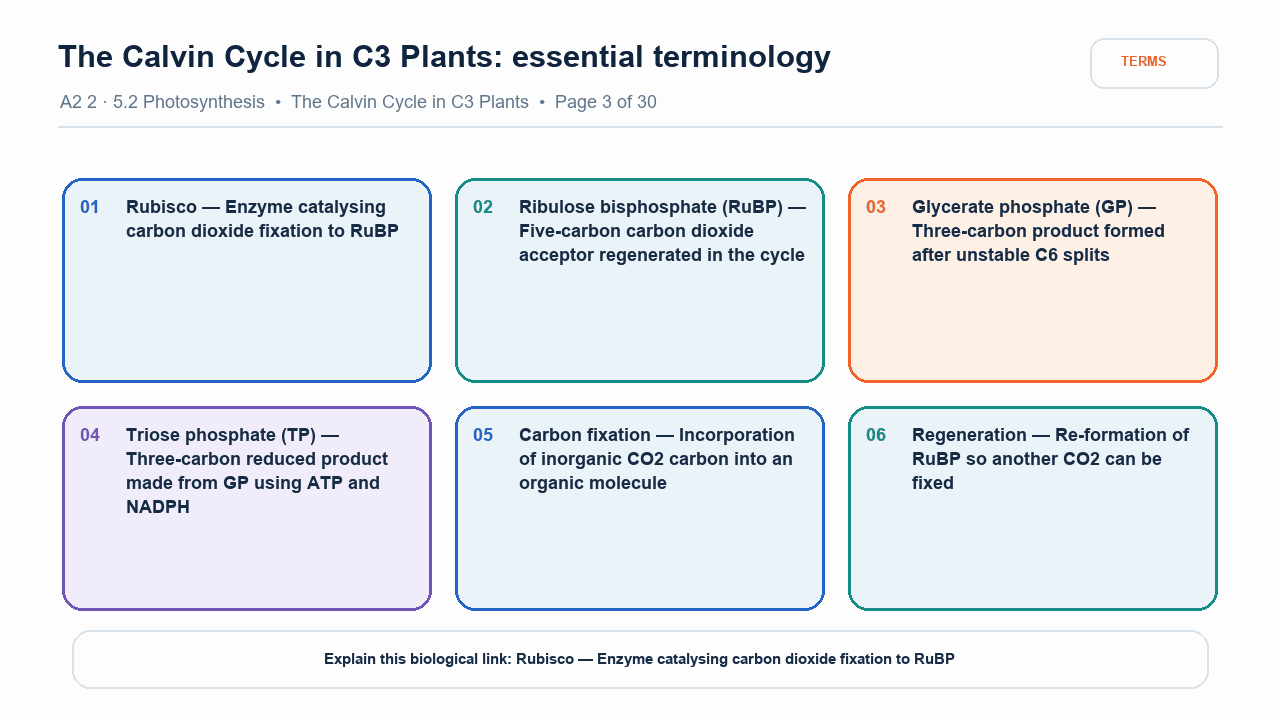 The Calvin Cycle in C3 Plants: essential terminology
TERMS
A2 2 · 5.2 Photosynthesis • The Calvin Cycle in C3 Plants • Page 3 of 30
01 Rubisco — Enzyme catalysing
carbon dioxide fixation to RuBP
02 Ribulose bisphosphate (RuBP) —
Five-carbon carbon dioxide
acceptor regenerated in the cycle
03 Glycerate phosphate (GP) —
Three-carbon product formed
after unstable C6 splits
04 Triose phosphate (TP) —
Three-carbon reduced product
made from GP using ATP and
NADPH
05 Carbon fixation — Incorporation
of inorganic CO2 carbon into an
organic molecule
06 Regeneration — Re-formation of
RuBP so another CO2 can be
fixed
Explain this biological link: Rubisco — Enzyme catalysing carbon dioxide fixation to RuBP